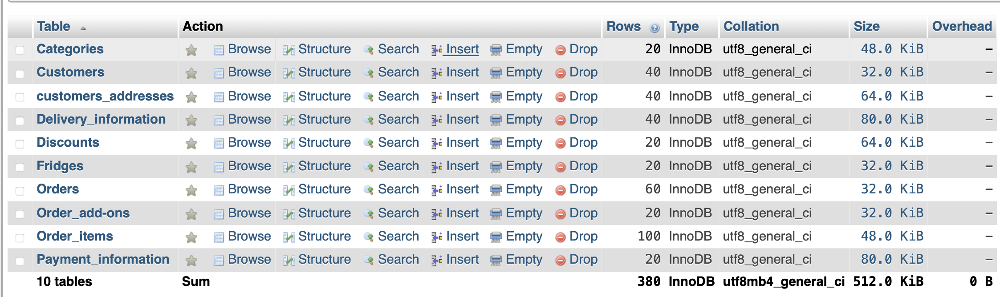 Table Action Rows Type Collation Size Overhead
Categories Browse Structure Search Insert Empty Drop 20 InnoDB utf8_general_ci 48.0 KiB –
Customers Browse Structure Search Insert Empty Drop 40 InnoDB utf8_general_ci 32.0 KiB –
customers_addresses Browse Structure Search Insert Empty Drop 40 InnoDB utf8_general_ci 64.0 KiB –
Delivery_information Browse Structure Search Insert Empty Drop 40 InnoDB utf8_general_ci 80.0 KiB –
Discounts Browse Structure Search Insert Empty Drop 20 InnoDB utf8_general_ci 64.0 KiB –
Fridges Browse Structure Search Insert Empty Drop 20 InnoDB utf8_general_ci 32.0 KiB –
Orders Browse Structure Search Insert Empty Drop 60 InnoDB utf8_general_ci 32.0 KiB –
Order_add-ons Browse Structure Search Insert Empty Drop 20 InnoDB utf8_general_ci 32.0 KiB –
Order_items Browse Structure Search Insert Empty Drop 100 InnoDB utf8_general_ci 48.0 KiB –
Payment_information Browse Structure Search Insert Empty Drop 20 InnoDB utf8_general_ci 80.0 KiB –
10 tables Sum 380 InnoDB utf8mb4_general_ci 512.0 KiB 0 B